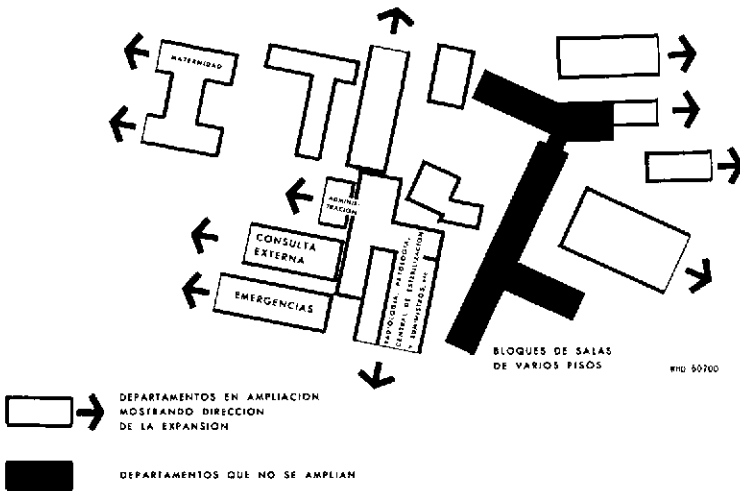 MATERNIDAD
ADMINIS-
TRACION
CONSULTA
EXTERNA
EMERGENCIAS
RADIOLOGIA, PATOLOGIA,
CENTRAL DE ESTERILIZACION
Y SUMINISTROS, etc
BLOQUES DE SALAS
DE VARIOS PISOS
WHO 60700
DEPARTAMENTOS EN AMPLIACION
MOSTRANDO DIRECCION
DE LA EXPANSION
DEPARTAMENTOS QUE NO SE AMPLIAN